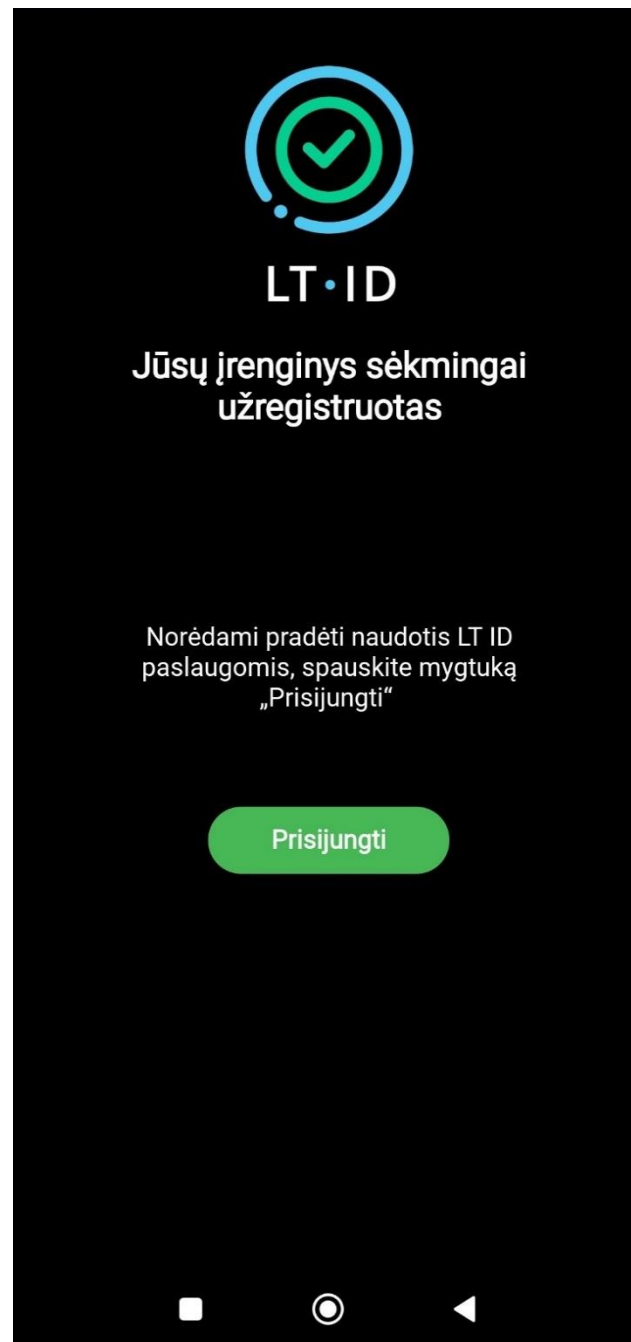 LT·ID
Jūsų įrenginys sėkmingai
užregistruotas
Norėdami pradėti naudotis LT ID
paslaugomis, spauskite mygtuką
„Prisijungti“
Prisijungti